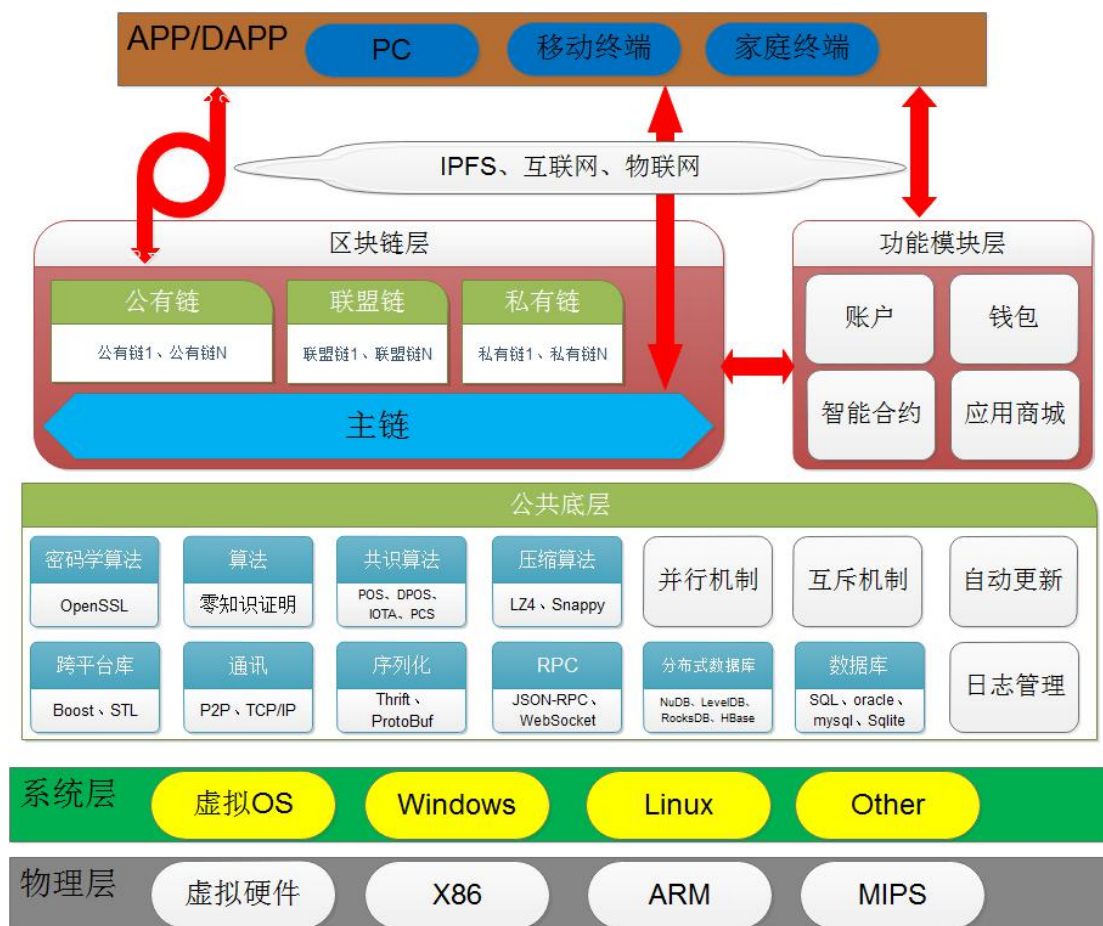 APP/DAPP
PC
移动终端
家庭终端
IPFS、互联网、物联网
区块链层
公有链
公有链1、公有链N
联盟链
联盟链1、联盟链N
私有链
私有链1、私有链N
主链
功能模块层
账户
钱包
智能合约
应用商城
公共底层
密码学算法
OpenSSL
算法
零知识证明
共识算法
POS、DPOS、
IOTA、PCS
压缩算法
LZ4、Snappy
并行机制
互斥机制
自动更新
跨平台库
Boost、STL
通讯
P2P、TCP/IP
序列化
Thrift、
ProtoBuf
RPC
JSON-RPC、
WebSocket
分布式数据库
NuDB、LevelDB、
RooksDB、HBase
数据库
SQL、oracle、
mysql、Sqlite
日志管理
系统层
虚拟OS
Windows
Linux
Other
物理层
虚拟硬件
X86
ARM
MIPS